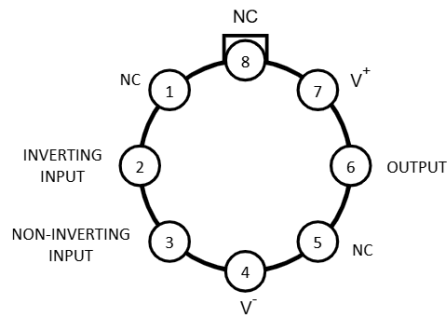 NC
8
NC
1
7
V+
INVERTING
INPUT
2
6
OUTPUT
NON-INVERTING
INPUT
3
5
NC
4
V-